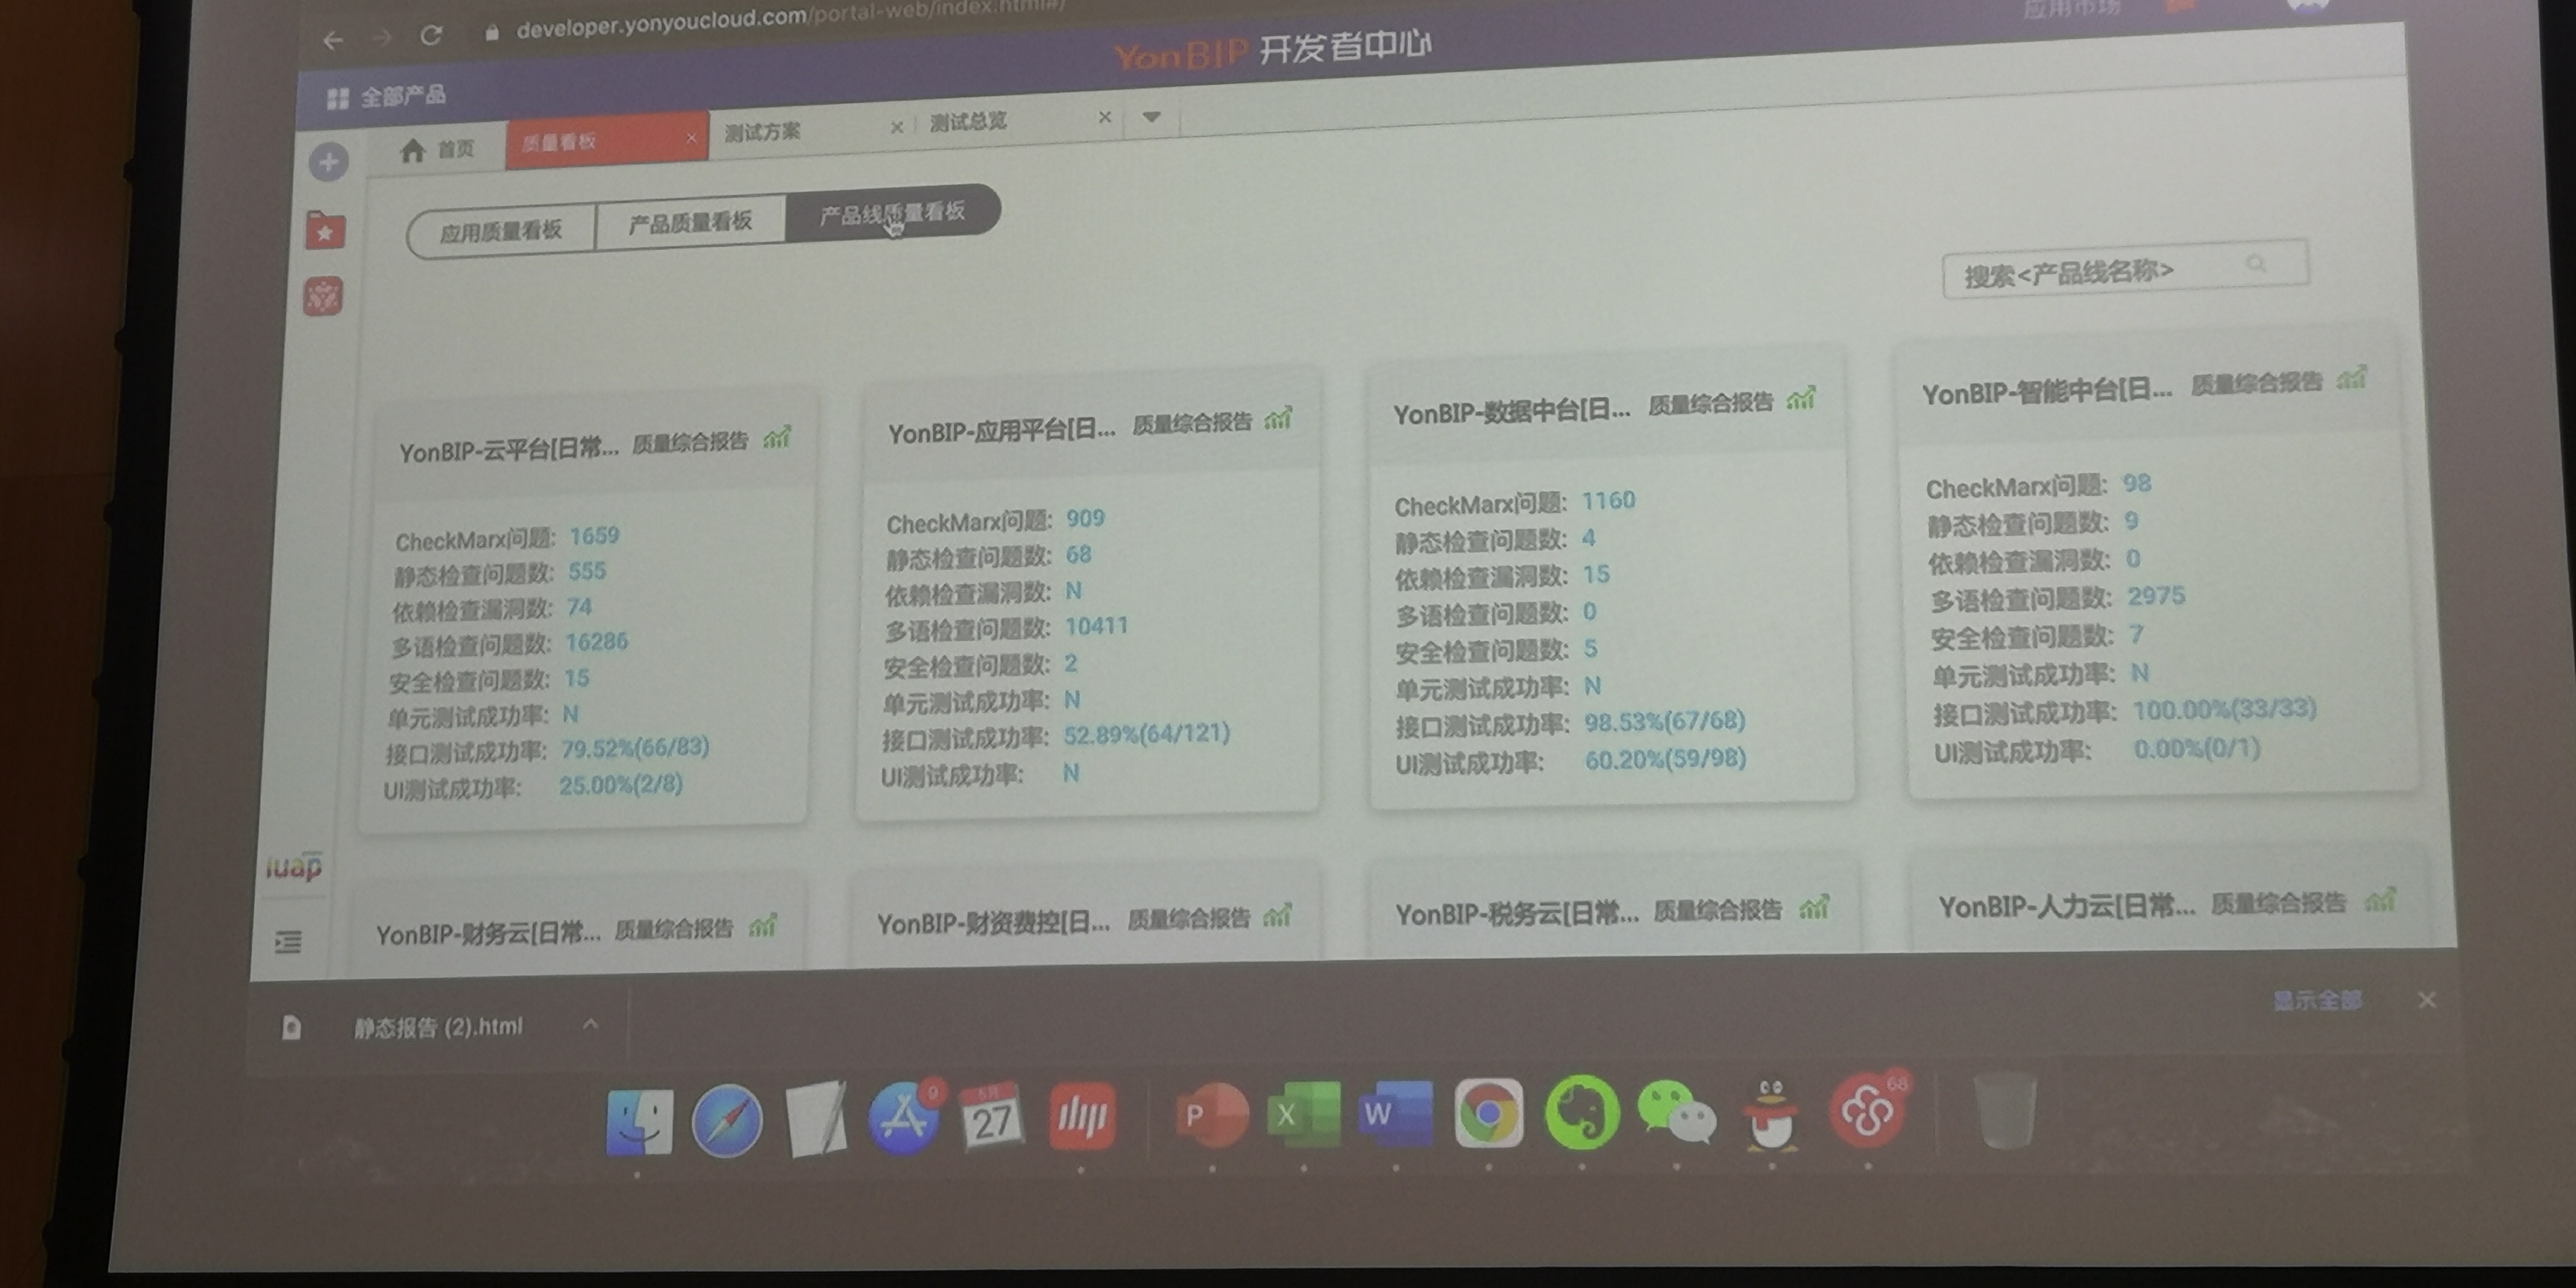 developer.yonyoucloud.com/portal-web/index.html#/
应用市场
YonBIP 开发者中心
全部产品
首页
质量看板
测试方案
测试总览
应用质量看板
产品质量看板
产品线质量看板
搜索<产品线名称>
YonBIP-云平台[日常... 质量综合报告
CheckMarx问题: 1659
静态检查问题数: 555
依赖检查漏洞数: 74
多语检查问题数: 16286
安全检查问题数: 15
单元测试成功率: N
接口测试成功率: 79.52%(66/83)
UI测试成功率: 25.00%(2/8)
YonBIP-应用平台[日... 质量综合报告
CheckMarx问题: 909
静态检查问题数: 68
依赖检查漏洞数: N
多语检查问题数: 10411
安全检查问题数: 2
单元测试成功率: N
接口测试成功率: 52.89%(64/121)
UI测试成功率: N
YonBIP-数据中台[日... 质量综合报告
CheckMarx问题: 1160
静态检查问题数: 4
依赖检查漏洞数: 15
多语检查问题数: 0
安全检查问题数: 5
单元测试成功率: N
接口测试成功率: 98.53%(67/68)
UI测试成功率: 60.20%(59/98)
YonBIP-智能中台[日... 质量综合报告
CheckMarx问题: 98
静态检查问题数: 9
依赖检查漏洞数: 0
多语检查问题数: 2975
安全检查问题数: 7
单元测试成功率: N
接口测试成功率: 100.00%(33/33)
UI测试成功率: 0.00%(0/1)
iuap
YonBIP-财务云[日常... 质量综合报告
YonBIP-财资费控[日... 质量综合报告
YonBIP-税务云[日常... 质量综合报告
YonBIP-人力云[日常... 质量综合报告
静态报告 (2).html
显示全部
9
5月
27
P
X
W
68